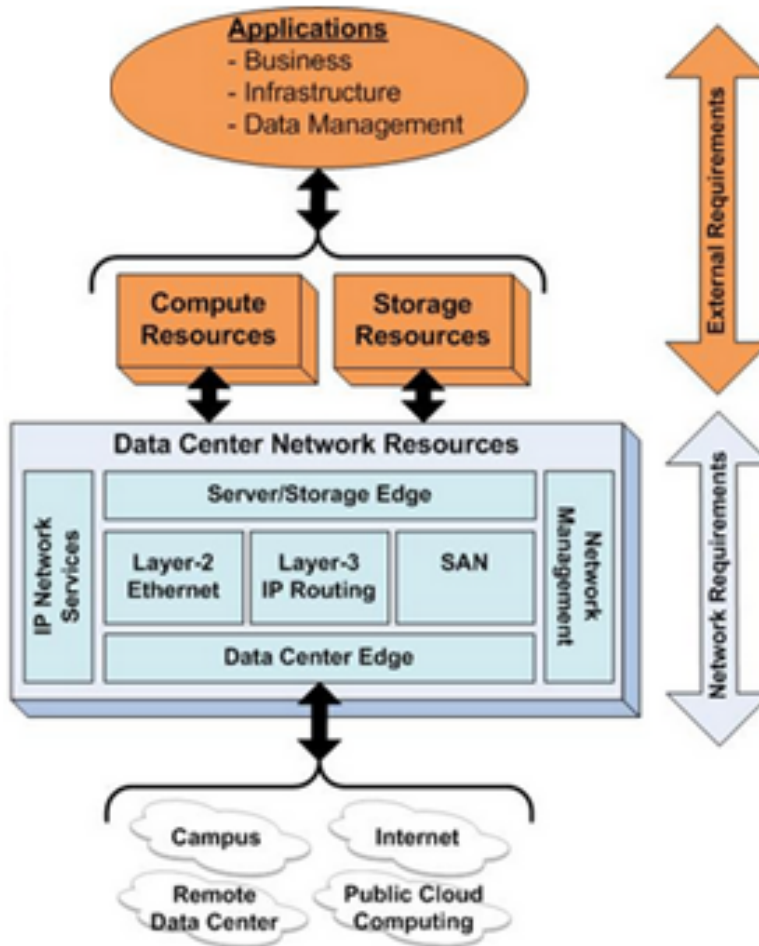 Applications
- Business
- Infrastructure
- Data Management
External Requirements
Compute
Resources
Storage
Resources
Data Center Network Resources
IP Network
Services
Server/Storage Edge
Layer-2
Ethernet
Layer-3
IP Routing
SAN
Network
Management
Data Center Edge
Network Requirements
Campus
Internet
Remote
Data Center
Public Cloud
Computing